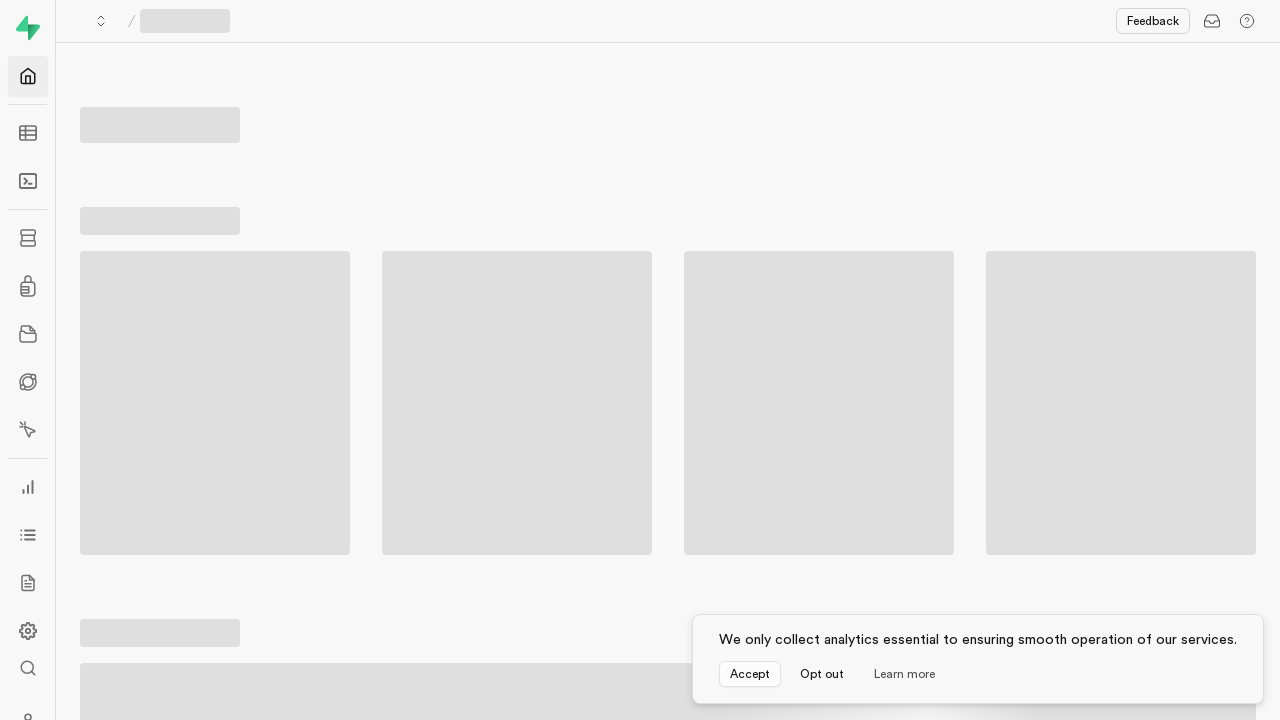 /
Feedback
We only collect analytics essential to ensuring smooth operation of our services.
Accept
Opt out
Learn more